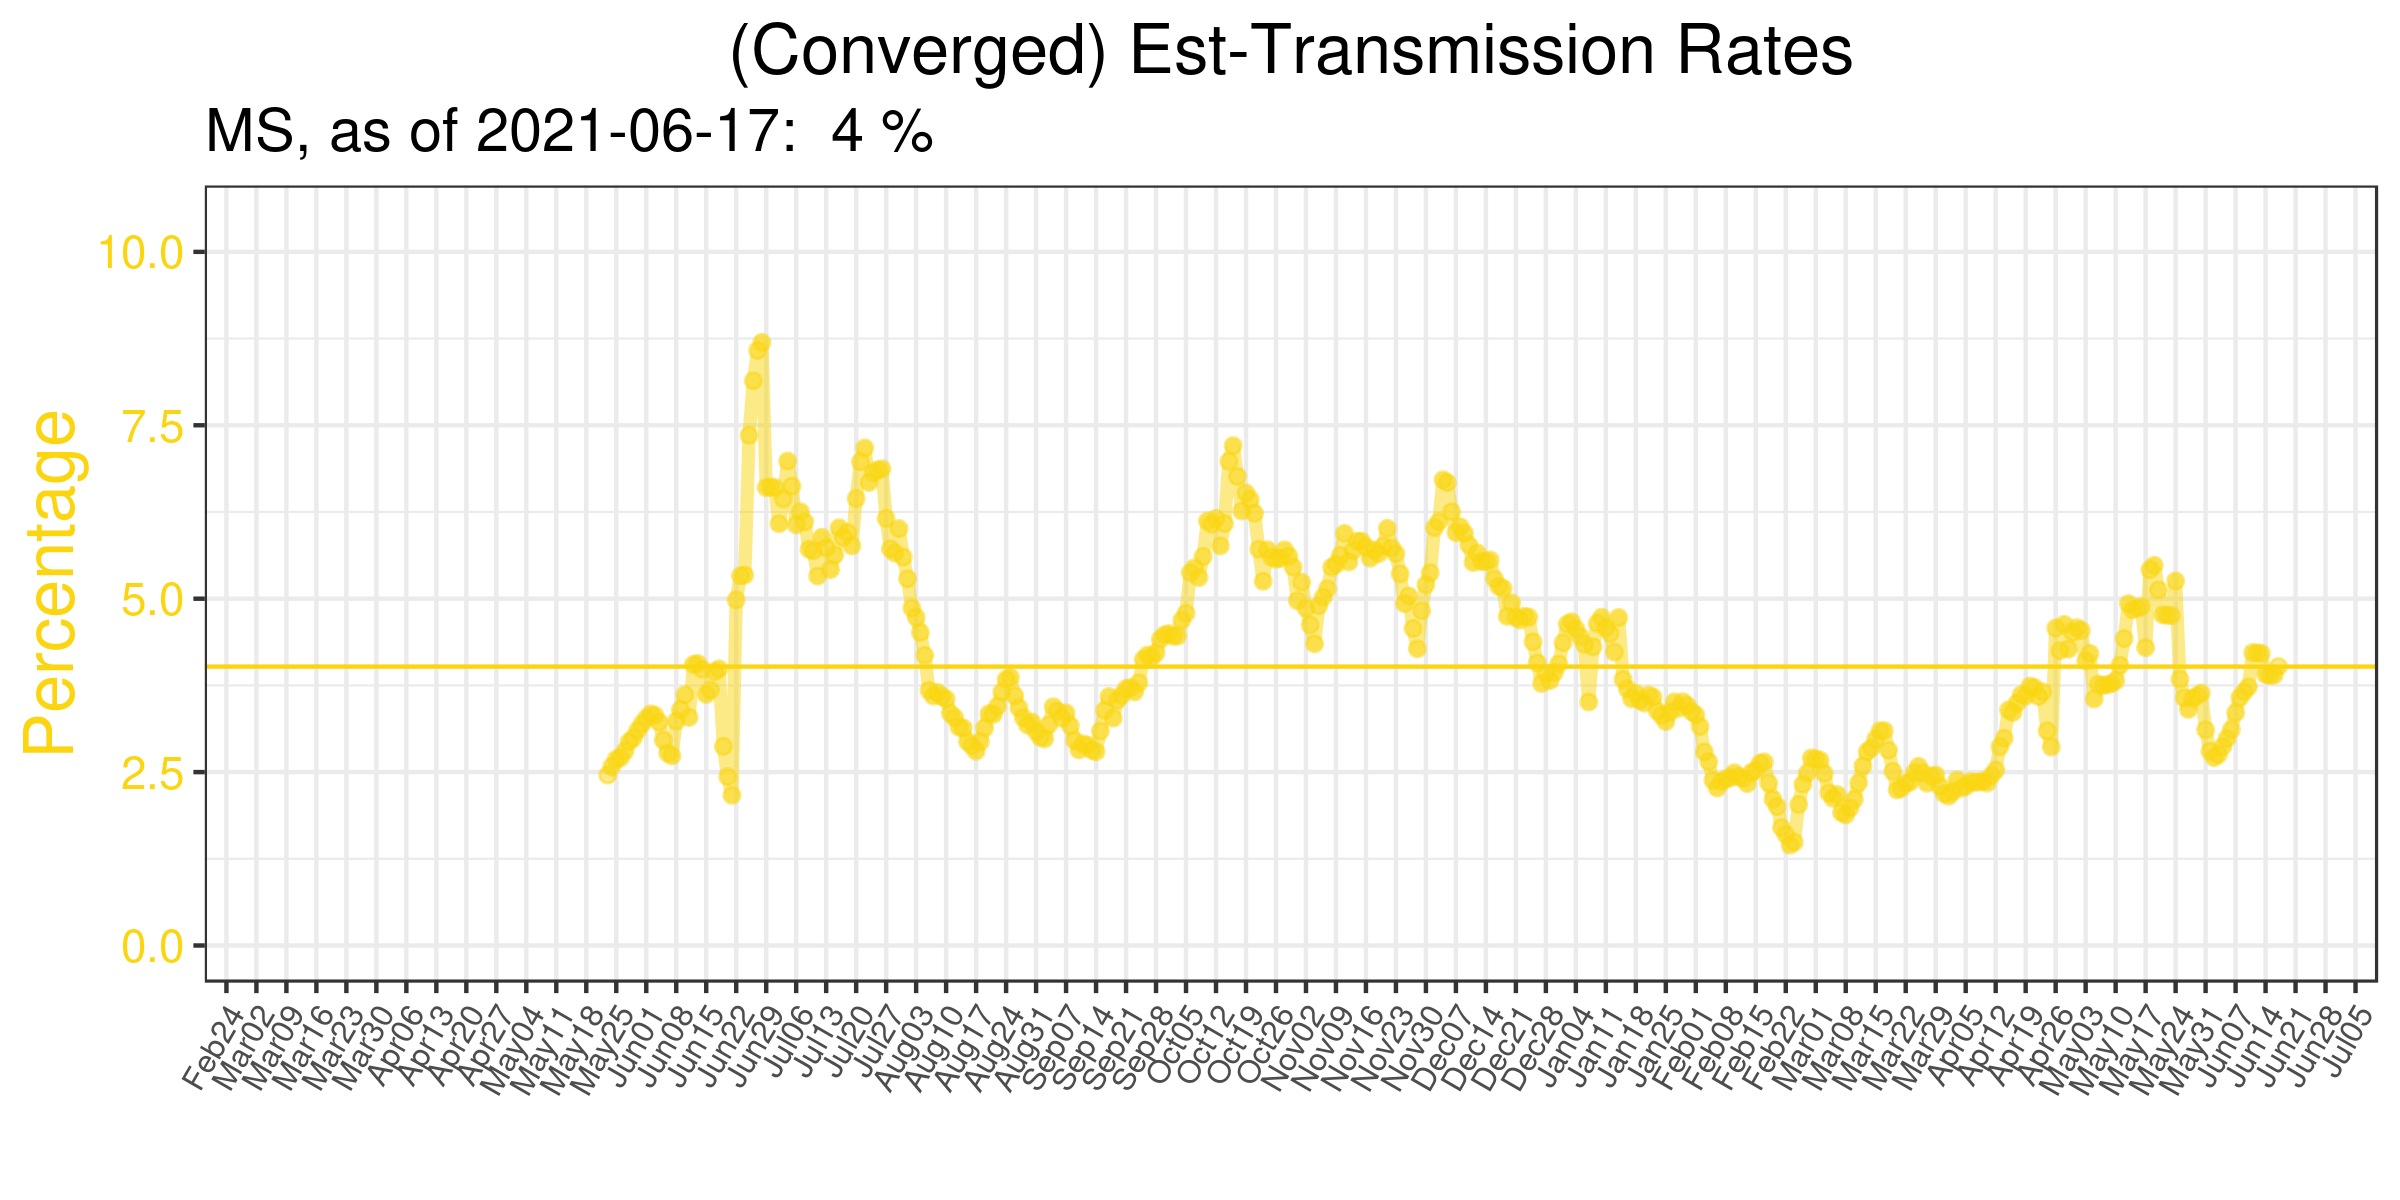 (Converged) Est-Transmission Rates
MS, as of 2021-06-17:  4 %
Percentage
10.0
7.5
5.0
2.5
0.0
Feb24
Mar02
Mar09
Mar16
Mar23
Mar30
Apr06
Apr13
Apr20
Apr27
May04
May11
May18
May25
Jun01
Jun08
Jun15
Jun22
Jun29
Jul06
Jul13
Jul20
Jul27
Aug03
Aug10
Aug17
Aug24
Aug31
Sep07
Sep14
Sep21
Sep28
Oct05
Oct12
Oct19
Oct26
Nov02
Nov09
Nov16
Nov23
Nov30
Dec07
Dec14
Dec21
Dec28
Jan04
Jan11
Jan18
Jan25
Feb01
Feb08
Feb15
Feb22
Mar01
Mar08
Mar15
Mar22
Mar29
Apr05
Apr12
Apr19
Apr26
May03
May10
May17
May24
May31
Jun07
Jun14
Jun21
Jun28
Jul05